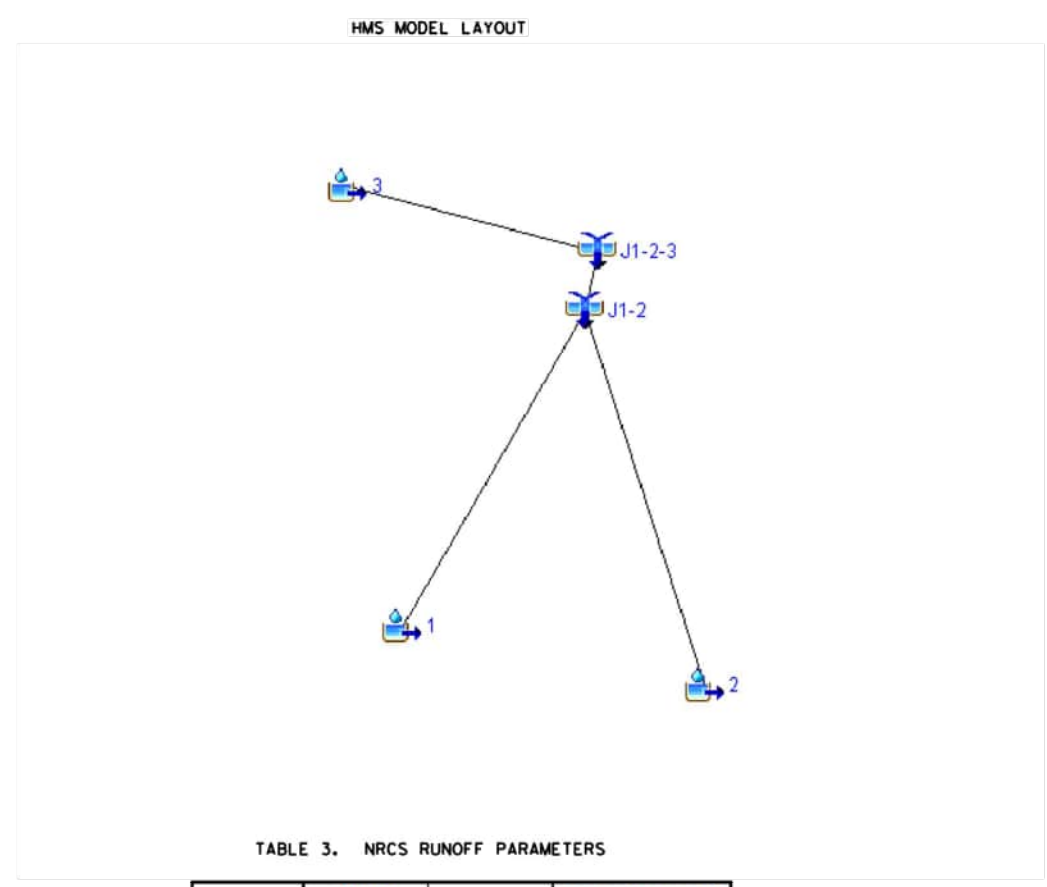 HMS MODEL LAYOUT
3
J1-2-3
J1-2
1
2
TABLE 3. NRCS RUNOFF PARAMETERS